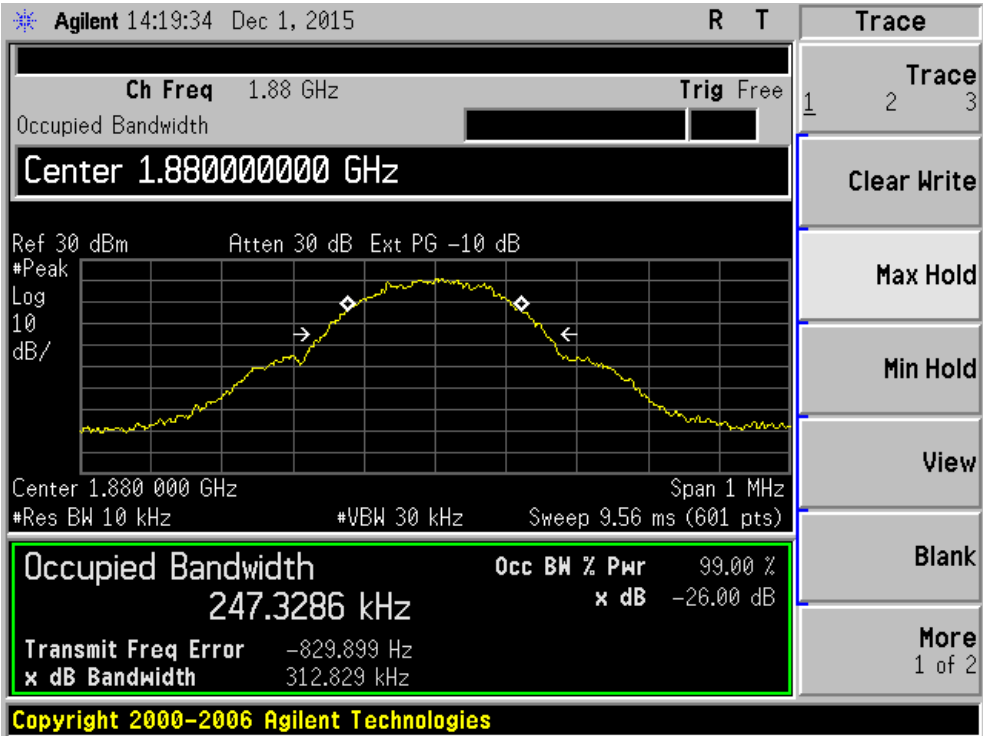 Agilent 14:19:34 Dec 1, 2015 R T
Trace
Ch Freq 1.88 GHz Trig Free
Occupied Bandwidth
Center 1.880000000 GHz
Ref 30 dBm Atten 30 dB Ext PG -10 dB
#Peak
Log
10
dB/
Center 1.880 000 GHz Span 1 MHz
#Res BW 10 kHz #VBW 30 kHz Sweep 9.56 ms (601 pts)
Occupied Bandwidth
247.3286 kHz
Occ BW % Pwr 99.00 %
x dB -26.00 dB
Transmit Freq Error -829.899 Hz
x dB Bandwidth 312.829 kHz
Trace
1 2 3
Clear Write
Max Hold
Min Hold
View
Blank
More
1 of 2
Copyright 2000-2006 Agilent Technologies